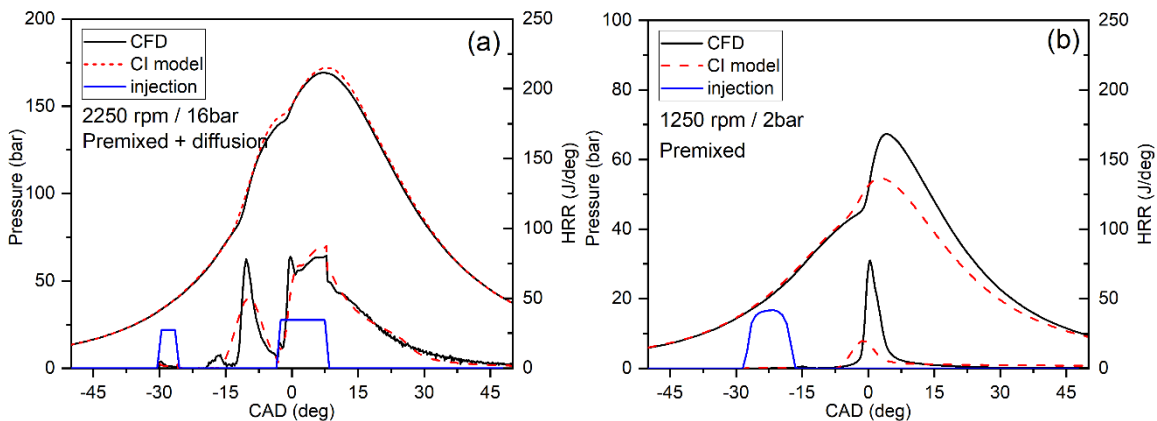 (a)
CFD
CI model
injection
2250 rpm / 16bar
Premixed + diffusion
Pressure (bar)
200
150
100
50
0
HRR (J/deg)
250
200
150
100
50
0
-45
-30
-15
0
15
30
45
CAD (deg)
(b)
CFD
CI model
injection
1250 rpm / 2bar
Premixed
Pressure (bar)
100
80
60
40
20
0
HRR (J/deg)
250
200
150
100
50
0
-45
-30
-15
0
15
30
45
CAD (deg)